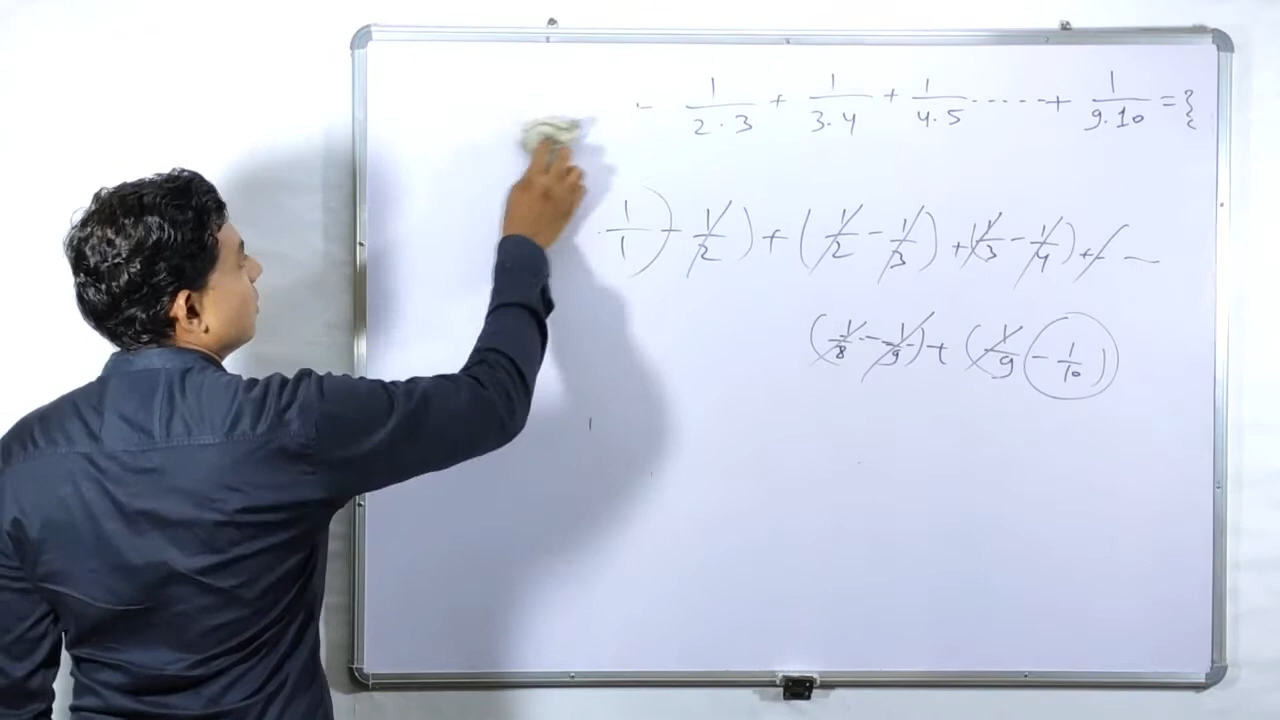 - 1/2·3 + 1/3·4 + 1/4·5 ...... + 1/9·10 = }
1/1) - 1/2) + (1/2 - 1/3) + (1/3 - 1/4) + / ~
(1/8 - 1/9) + (1/9 - 1/10)